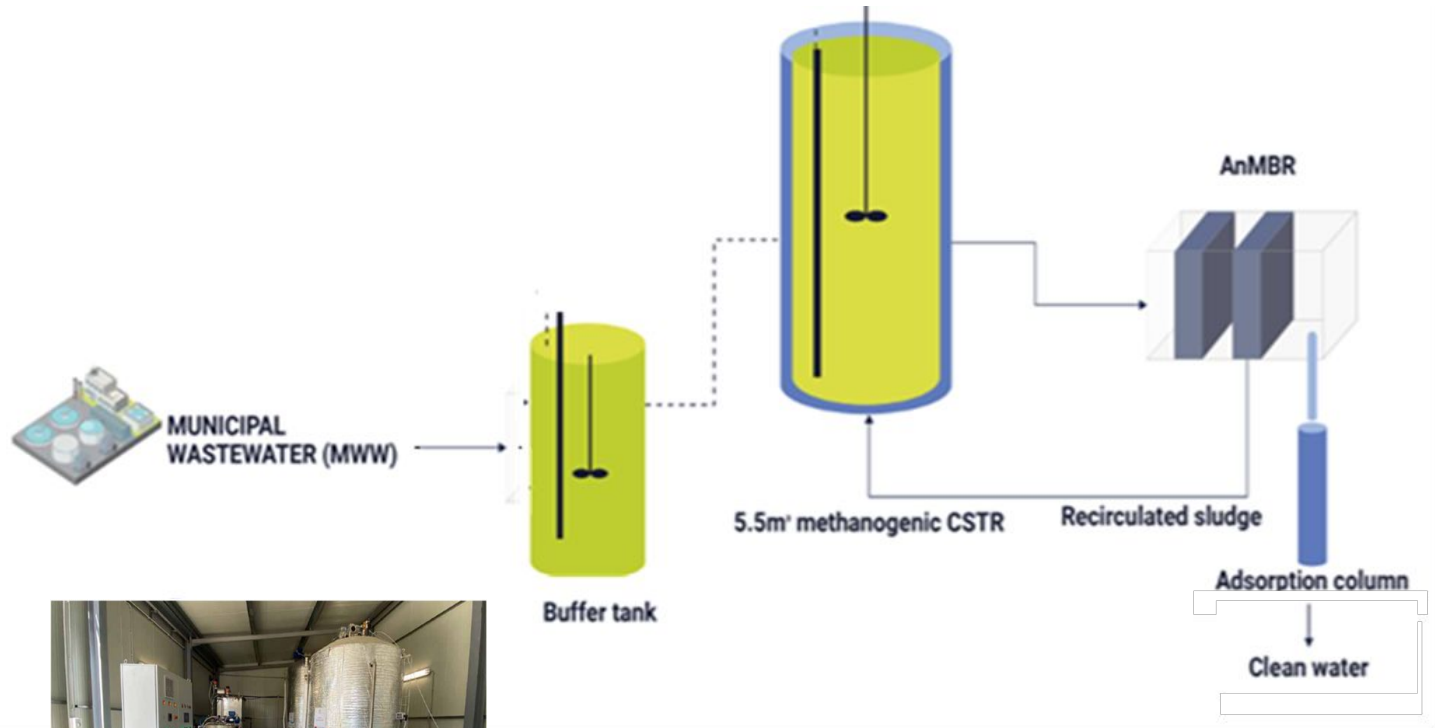 AnMBR
MUNICIPAL
WASTEWATER (MWW)
5.5m³ methanogenic CSTR
Recirculated sludge
Adsorption column
Buffer tank
Clean water